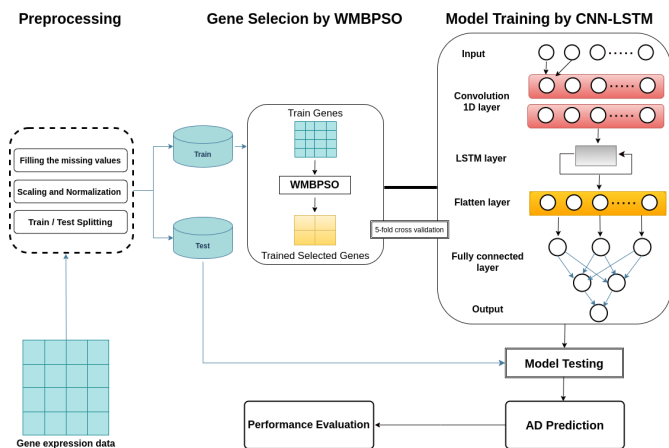 Preprocessing
Gene Selecion by WMBPSO
Model Training by CNN-LSTM
Filling the missing values
Scaling and Normalization
Train / Test Splitting
Gene expression data
Train
Test
Train Genes
WMBPSO
Trained Selected Genes
5-fold cross validation
Input
Convolution
1D layer
LSTM layer
Flatten layer
Fully connected
layer
Output
Model Testing
AD Prediction
Performance Evaluation